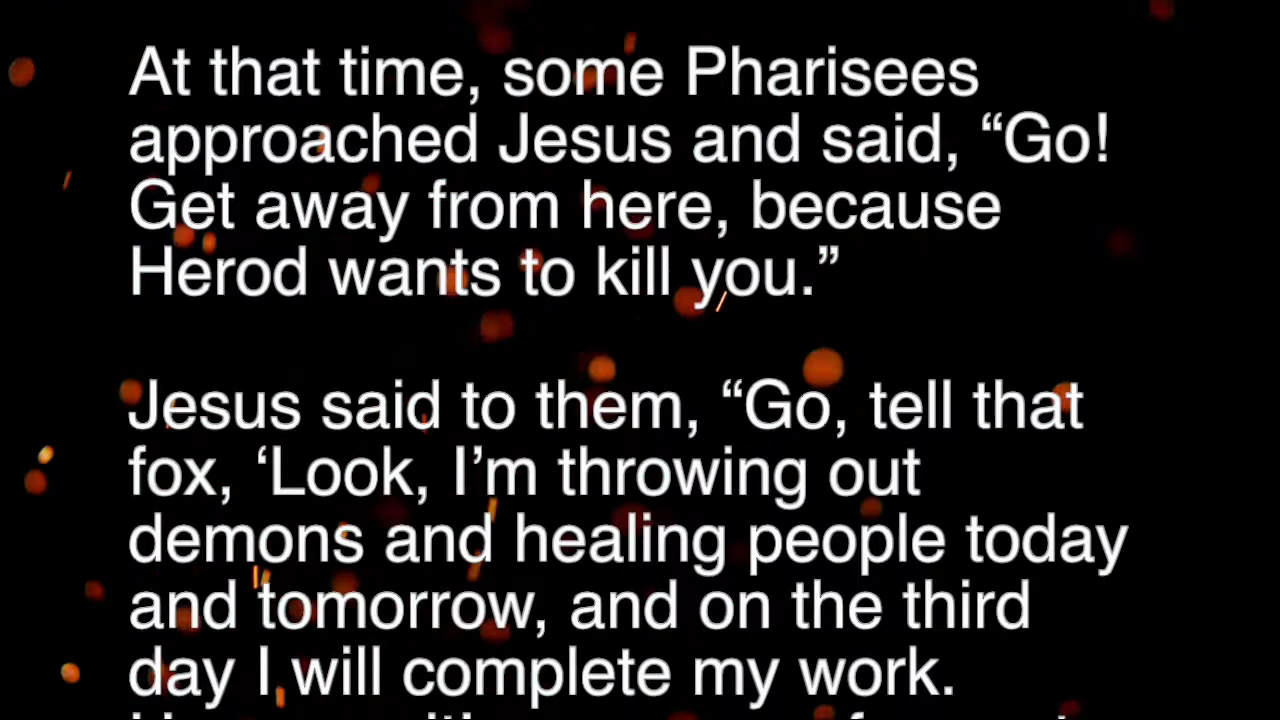 At that time, some Pharisees
approached Jesus and said, “Go!
Get away from here, because
Herod wants to kill you.”
Jesus said to them, “Go, tell that
fox, ‘Look, I’m throwing out
demons and healing people today
and tomorrow, and on the third
day I will complete my work.